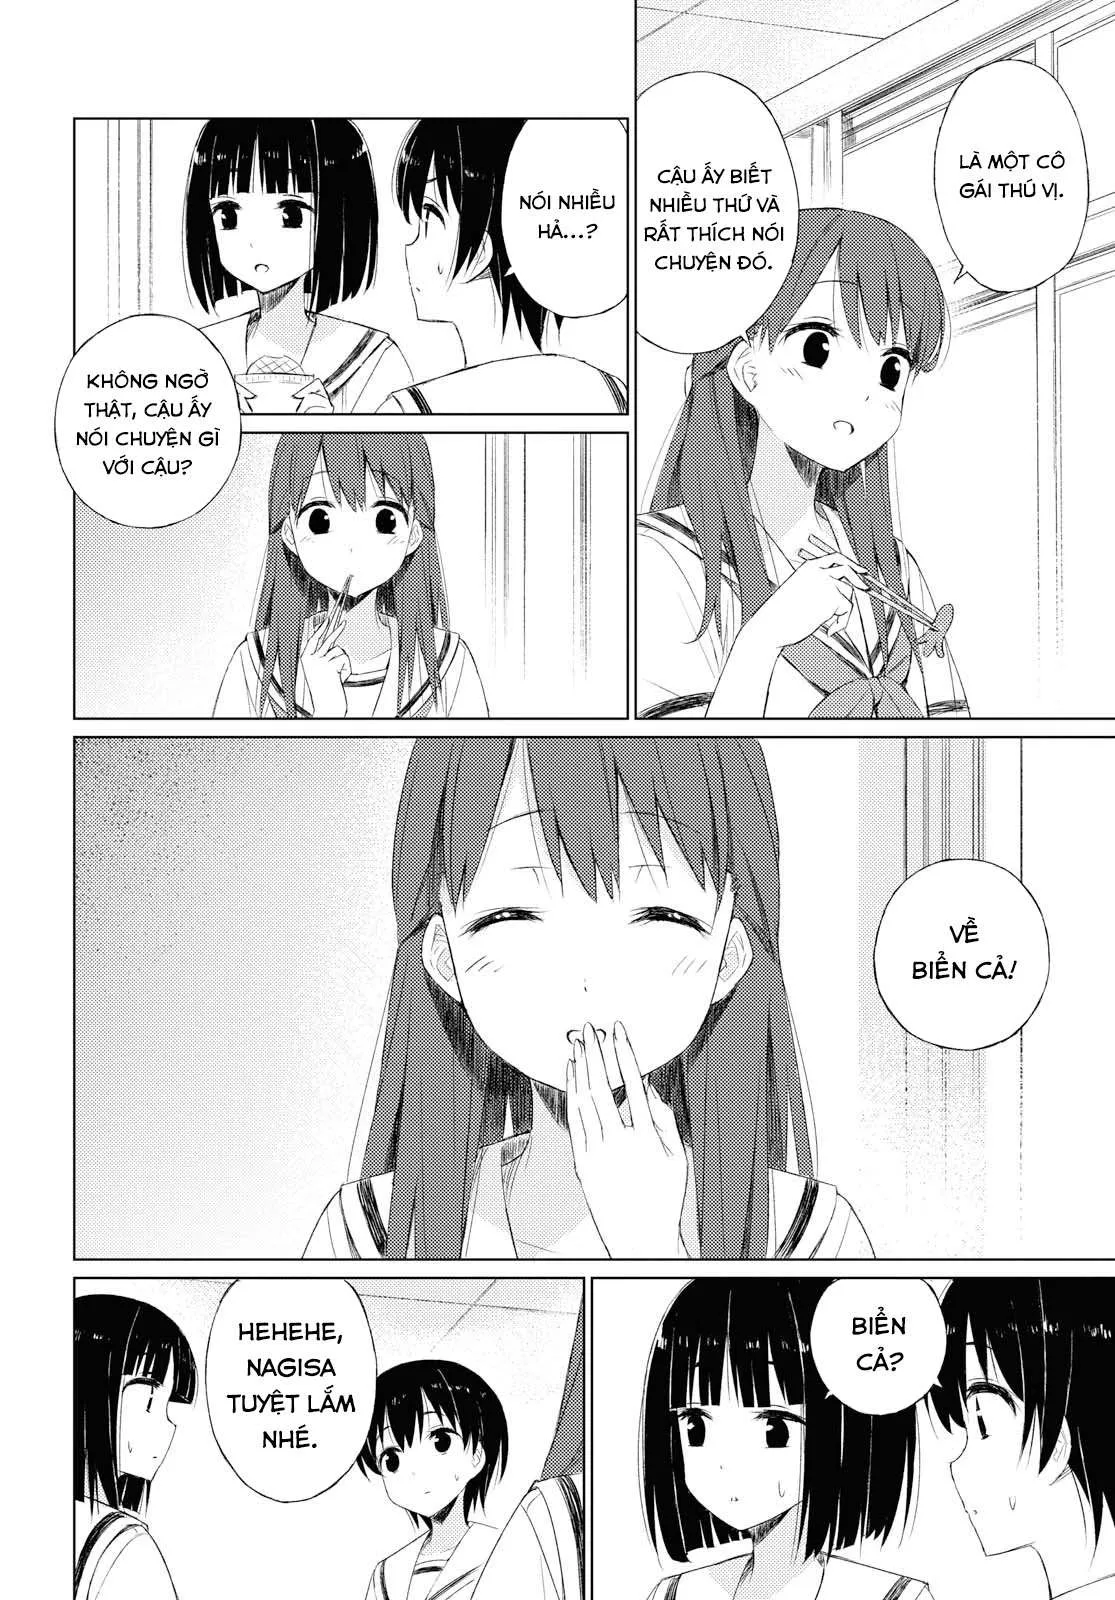 LÀ MỘT CÔ
GÁI THÚ VỊ.
CẬU ẤY BIẾT
NHIỀU THỨ VÀ
RẤT THÍCH NÓI
CHUYỆN ĐÓ.
NÓI NHIỀU
HẢ...?
KHÔNG NGỜ
THẬT, CẬU ẤY
NÓI CHUYỆN GÌ
VỚI CẬU?
VỀ
BIỂN CẢ!
BIỂN
CẢ?
HEHEHE,
NAGISA
TUYỆT LẮM
NHÉ.